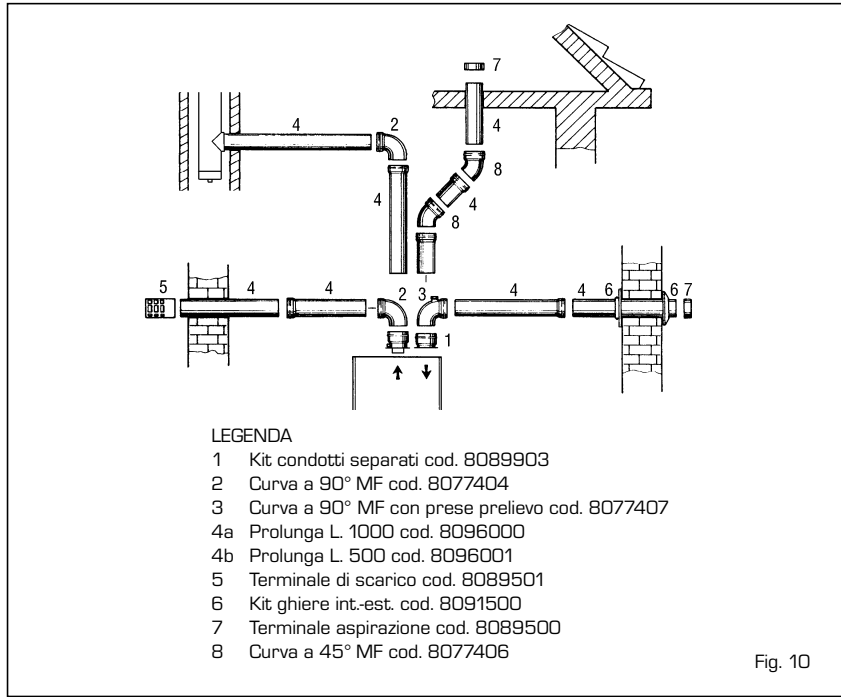 7
4
2
4
8
4
4
8
5
4
4
2
3
4
4
6
6
7
1
LEGENDA
1 Kit condotti separati cod. 8089903
2 Curva a 90° MF cod. 8077404
3 Curva a 90° MF con prese prelievo cod. 8077407
4a Prolunga L. 1000 cod. 8096000
4b Prolunga L. 500 cod. 8096001
5 Terminale di scarico cod. 8089501
6 Kit ghiere int.-est. cod. 8091500
7 Terminale aspirazione cod. 8089500
8 Curva a 45° MF cod. 8077406
Fig. 10